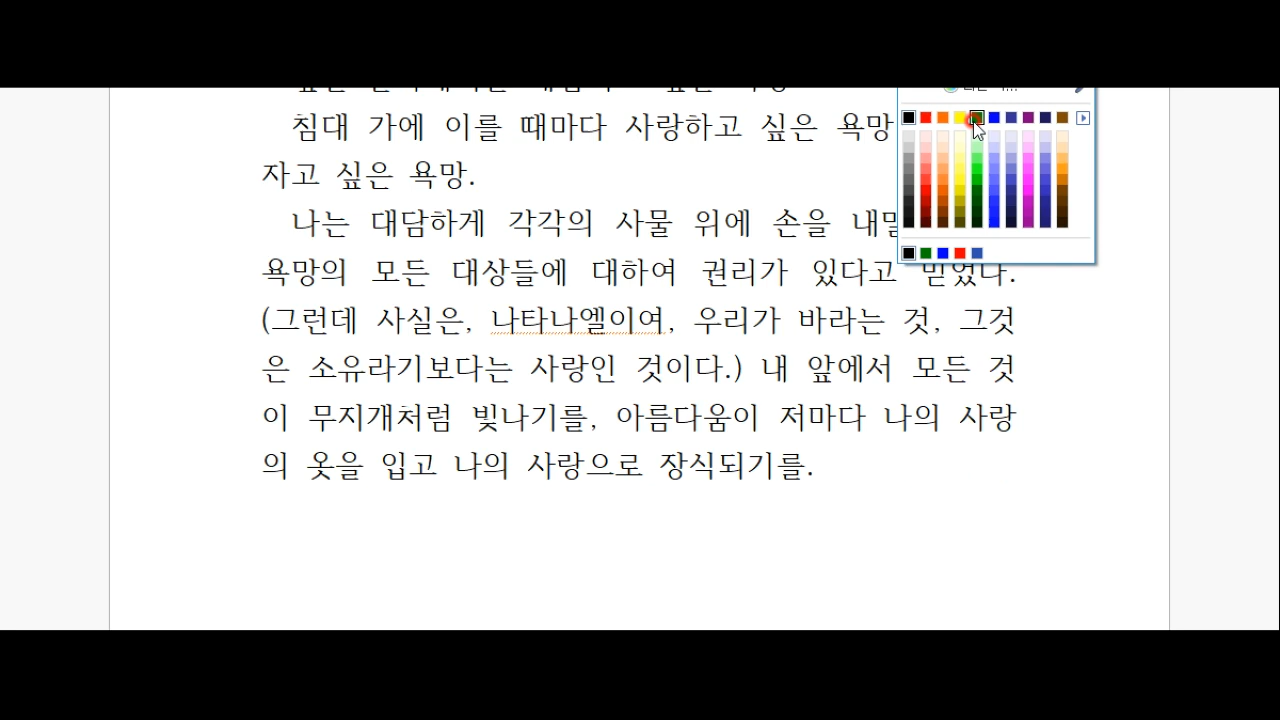 침대 가에 이를 때마다 사랑하고 싶은 욕망
자고 싶은 욕망.
나는 대담하게 각각의 사물 위에 손을
욕망의 모든 대상들에 대하여 권리가 있다고 믿었다.
(그런데 사실은, 나타나엘이여, 우리가 바라는 것, 그것
은 소유라기보다는 사랑인 것이다.) 내 앞에서 모든 것
이 무지개처럼 빛나기를, 아름다움이 저마다 나의 사랑
의 옷을 입고 나의 사랑으로 장식되기를.